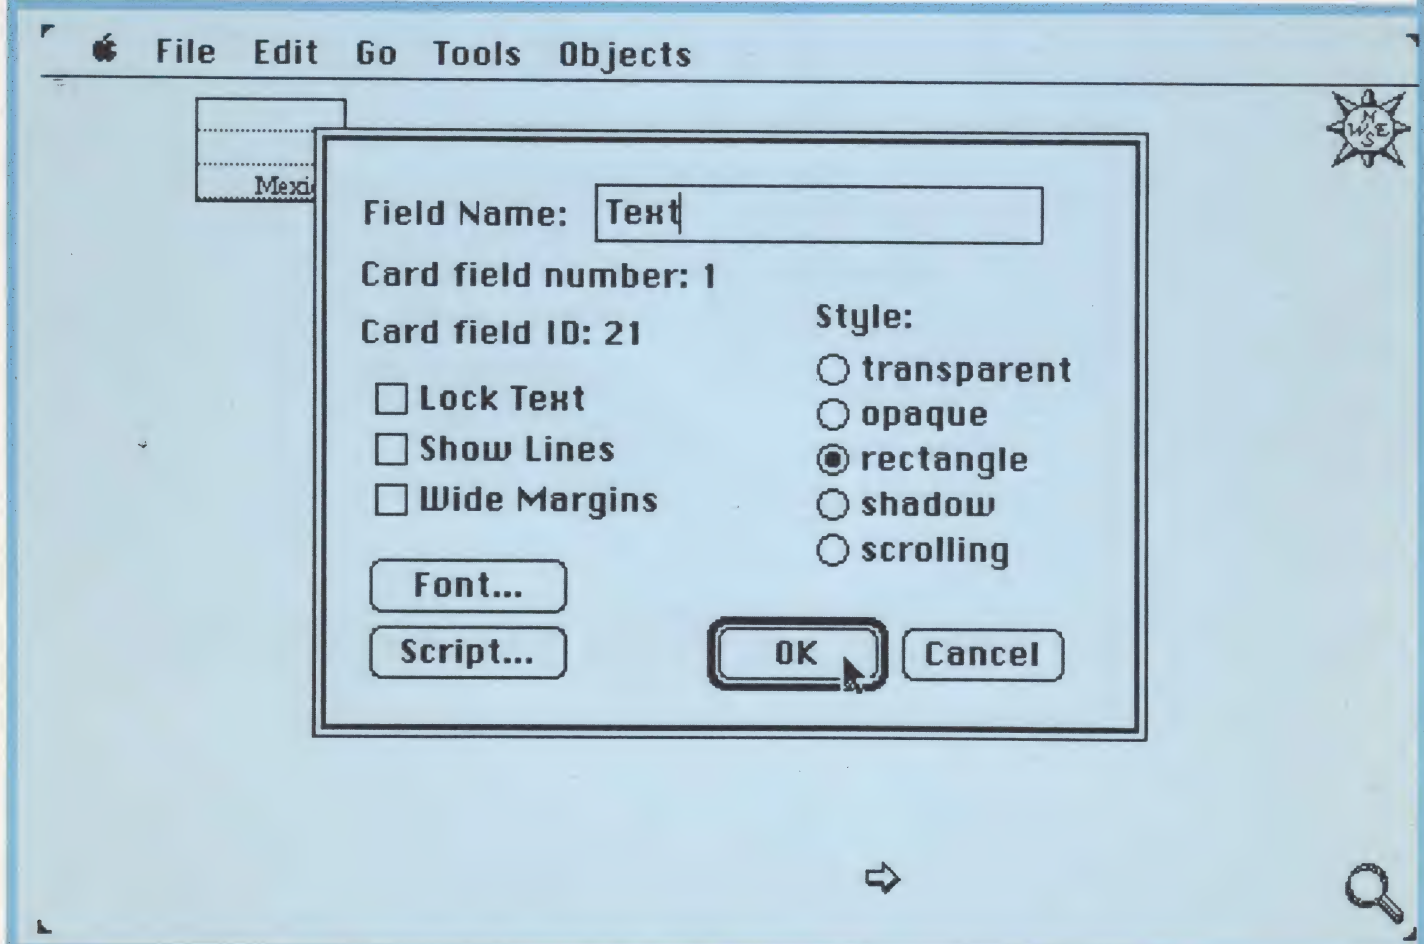 File Edit Go Tools Objects
N
W E
S
Mexi
Field Name: Text
Card field number: 1
Card field ID: 21
Lock Text
Show Lines
Wide Margins
Style:
transparent
opaque
rectangle
shadow
scrolling
Font...
Script...
OK
Cancel